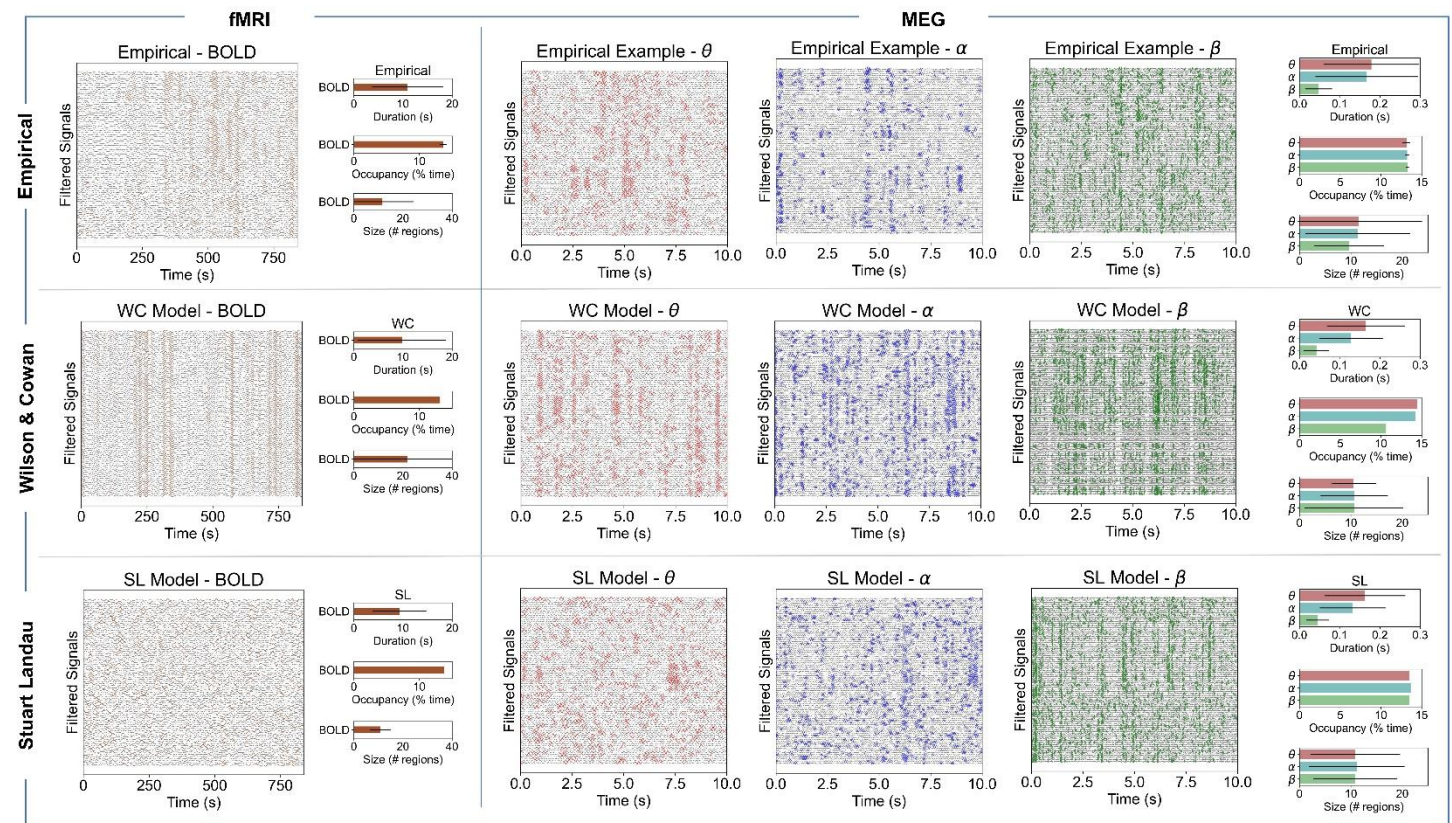 fMRI
MEG
Empirical
Empirical - BOLD
Filtered Signals
0 250 500 750
Time (s)
Empirical
BOLD
0 10 20
Duration (s)
BOLD
0 10
Occupancy (% time)
BOLD
0 20 40
Size (# regions)
Empirical Example - θ
Filtered Signals
0.0 2.5 5.0 7.5 10.0
Time (s)
Empirical Example - α
Filtered Signals
0.0 2.5 5.0 7.5 10.0
Time (s)
Empirical Example - β
Filtered Signals
0.0 2.5 5.0 7.5 10.0
Time (s)
Empirical
θ
α
β
0.0 0.1 0.2 0.3
Duration (s)
θ
α
β
0 5 10 15
Occupancy (% time)
θ
α
β
0 10 20
Size (# regions)
Wilson & Cowan
WC Model - BOLD
Filtered Signals
0 250 500 750
Time (s)
WC
BOLD
0 10 20
Duration (s)
BOLD
0 10
Occupancy (% time)
BOLD
0 20 40
Size (# regions)
WC Model - θ
Filtered Signals
0.0 2.5 5.0 7.5 10.0
Time (s)
WC Model - α
Filtered Signals
0.0 2.5 5.0 7.5 10.0
Time (s)
WC Model - β
Filtered Signals
0.0 2.5 5.0 7.5 10.0
Time (s)
WC
θ
α
β
0.0 0.1 0.2 0.3
Duration (s)
θ
α
β
0 5 10 15
Occupancy (% time)
θ
α
β
0 10 20
Size (# regions)
Stuart Landau
SL Model - BOLD
Filtered Signals
0 250 500 750
Time (s)
SL
BOLD
0 10 20
Duration (s)
BOLD
0 10
Occupancy (% time)
BOLD
0 20 40
Size (# regions)
SL Model - θ
Filtered Signals
0.0 2.5 5.0 7.5 10.0
Time (s)
SL Model - α
Filtered Signals
0.0 2.5 5.0 7.5 10.0
Time (s)
SL Model - β
Filtered Signals
0.0 2.5 5.0 7.5 10.0
Time (s)
SL
θ
α
β
0.0 0.1 0.2 0.3
Duration (s)
θ
α
β
0 5 10 15
Occupancy (% time)
θ
α
β
0 10 20
Size (# regions)